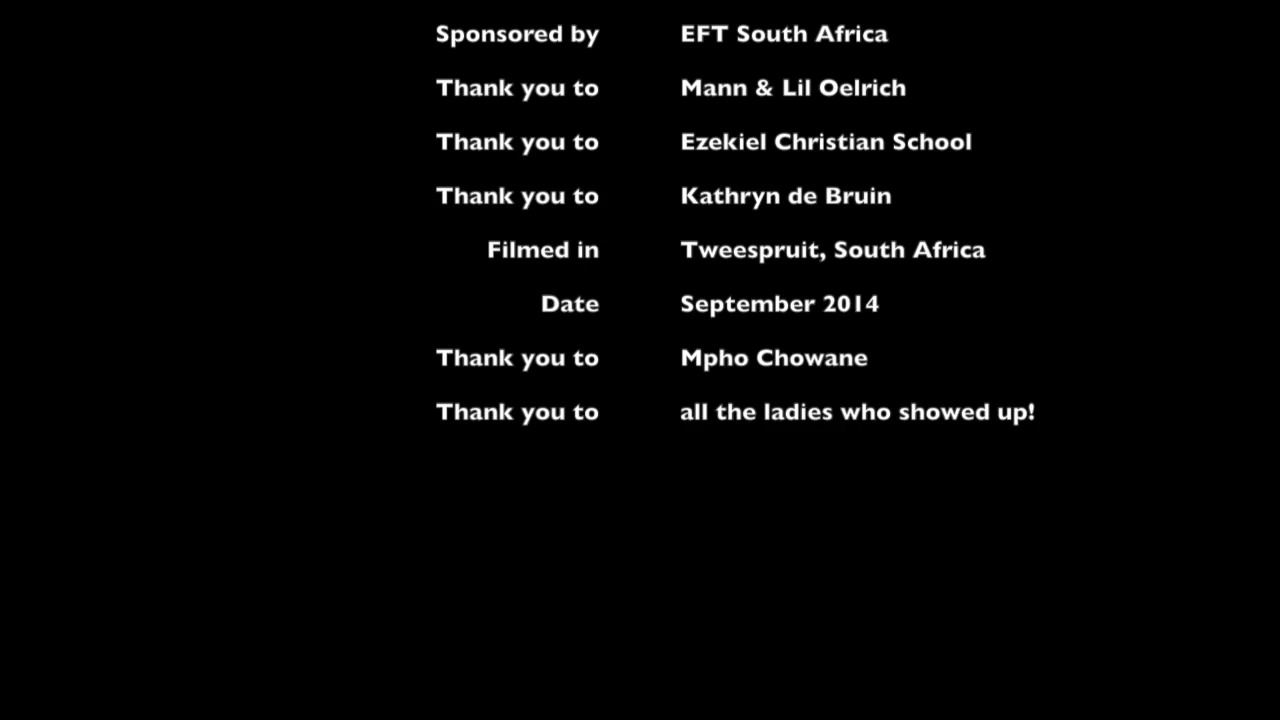 Sponsored by EFT South Africa
Thank you to Mann & Lil Oelrich
Thank you to Ezekiel Christian School
Thank you to Kathryn de Bruin
Filmed in Tweespruit, South Africa
Date September 2014
Thank you to Mpho Chowane
Thank you to all the ladies who showed up!